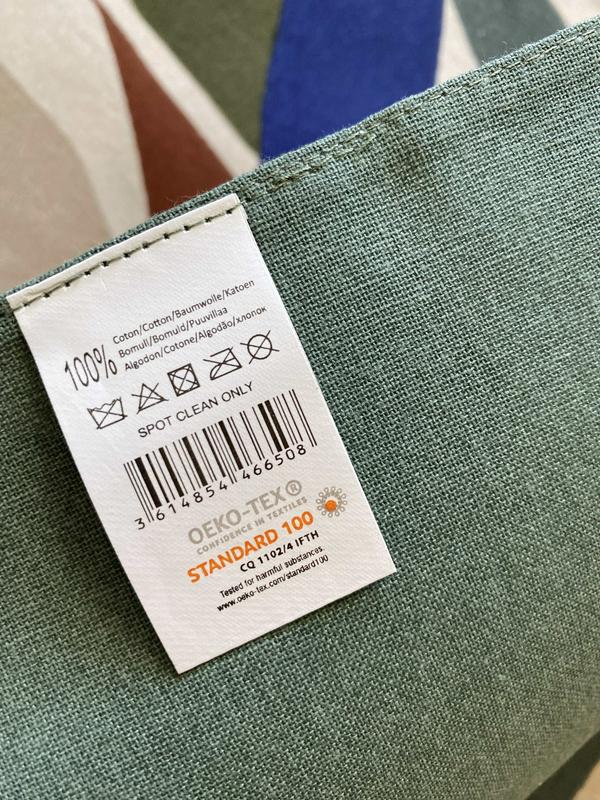 100%
Coton/Cotton/Baumwolle/Katoen
Bomull/Bomuld/Puuvillaa
Algodon/Cotone/Algodão/хлопок
SPOT CLEAN ONLY
3 614854 466508
OEKO-TEX®
CONFIDENCE IN TEXTILES
STANDARD 100
CQ 1102/4 IFTH
Tested for harmful substances.
www.oeko-tex.com/standard100